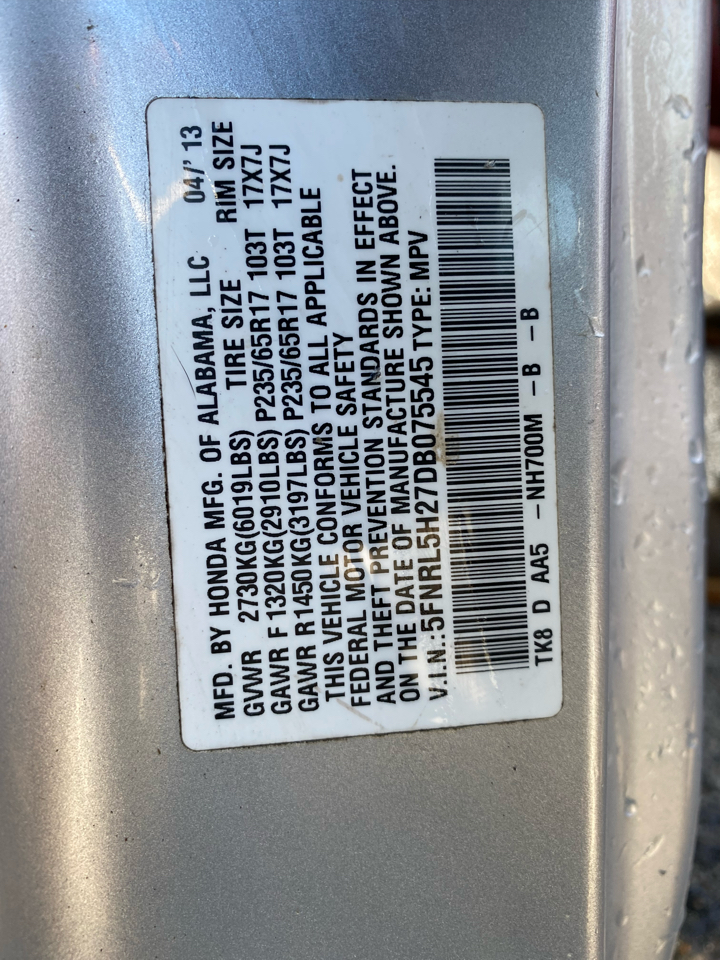 MFD. BY HONDA MFG. OF ALABAMA, LLC 04/' 13
GVWR 2730KG(6019LBS) TIRE SIZE RIM SIZE
GAWR F 1320KG(2910LBS) P235/65R17 103T 17X7J
GAWR R 1450KG(3197LBS) P235/65R17 103T 17X7J
THIS VEHICLE CONFORMS TO ALL APPLICABLE
FEDERAL MOTOR VEHICLE SAFETY
AND THEFT PREVENTION STANDARDS IN EFFECT
ON THE DATE OF MANUFACTURE SHOWN ABOVE.
V.I.N.:5FNRL5H27DB075545 TYPE: MPV
TK8 D AA5 -NH700M -B -B